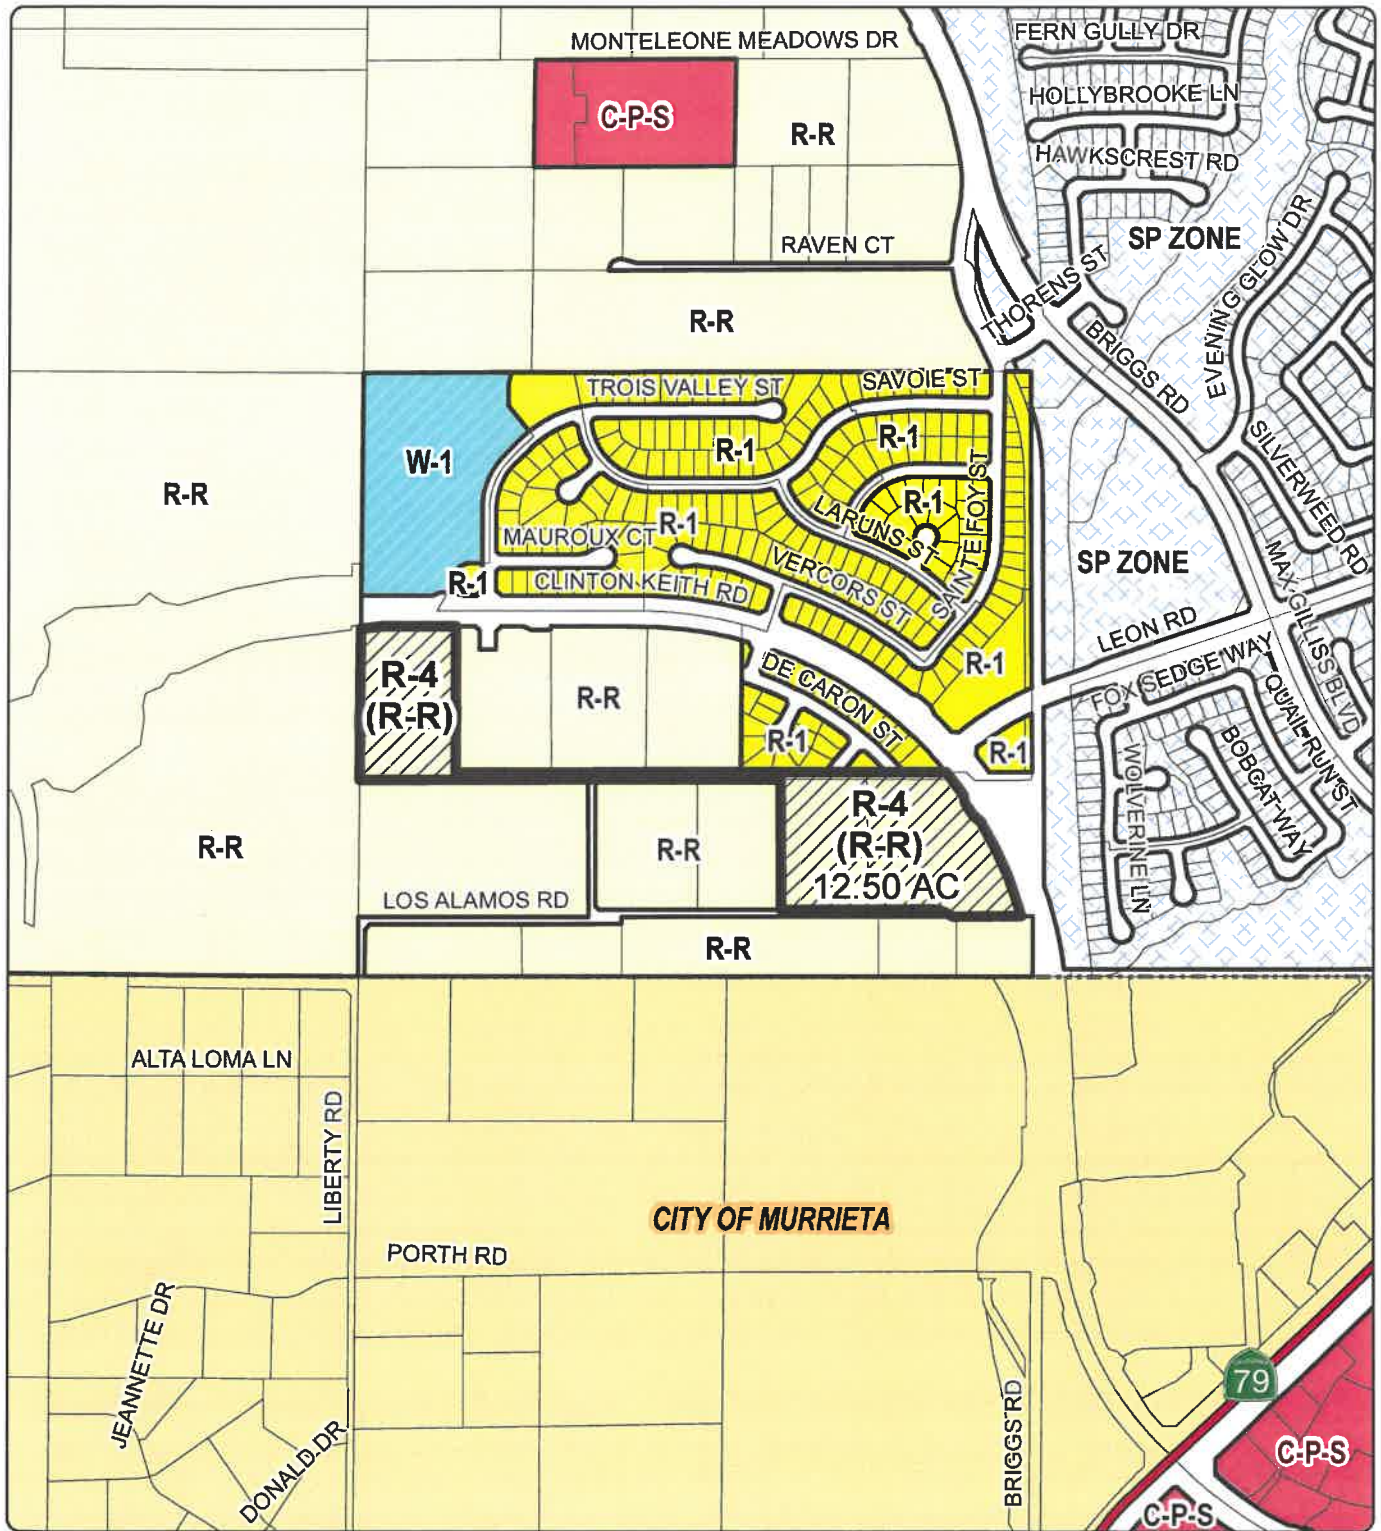 MONTELEONE MEADOWS DR
FERN GULLY DR
C-P-S
R-R
HOLLYBROOKE LN
HAWKSCREST RD
RAVEN CT
SP ZONE
THORENS ST
EVENING GLOW DR
R-R
BRIGGS RD
TROIS VALLEY ST
SAVOIE ST
W-1
R-1
R-1
R-R
R-1
SILVERWEED RD
LARUNS ST
SAINTE FOY ST
MAUROUX CT
R-1
SP ZONE
R-1
CLINTON KEITH RD
VERCORS ST
MAX GILLISS BLVD
LEON RD
R-4
(R-R)
R-R
DE CARON ST
R-1
FOX SEDGE WAY
QUAIL RUN ST
R-1
R-1
WOLVERINE LN
BOBCAT WAY
R-R
R-R
R-4
(R-R)
12.50 AC
LOS ALAMOS RD
R-R
ALTA LOMA LN
LIBERTY RD
CITY OF MURRIETA
PORTH RD
JEANNETTE DR
DONALD DR
BRIGGS RD
CALIFORNIA
79
C-P-S
C-P-S